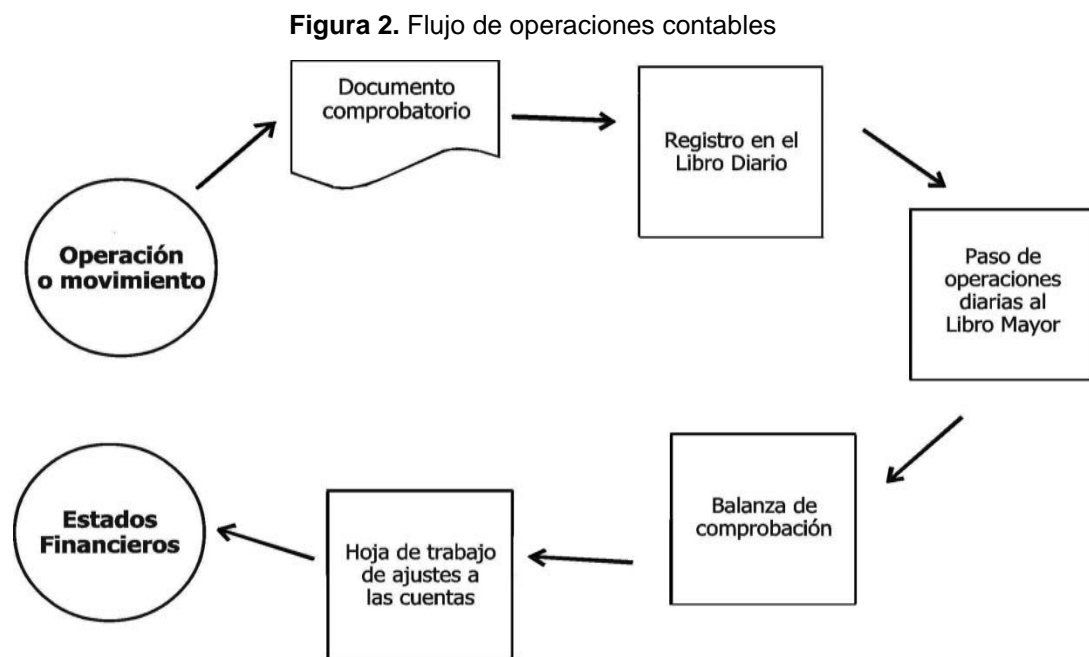 Figura 2. Flujo de operaciones contables
Operación
o movimiento
Documento
comprobatorio
Registro en el
Libro Diario
Paso de
operaciones
diarias al
Libro Mayor
Balanza de
comprobación
Hoja de trabajo
de ajustes a
las cuentas
Estados
Financieros